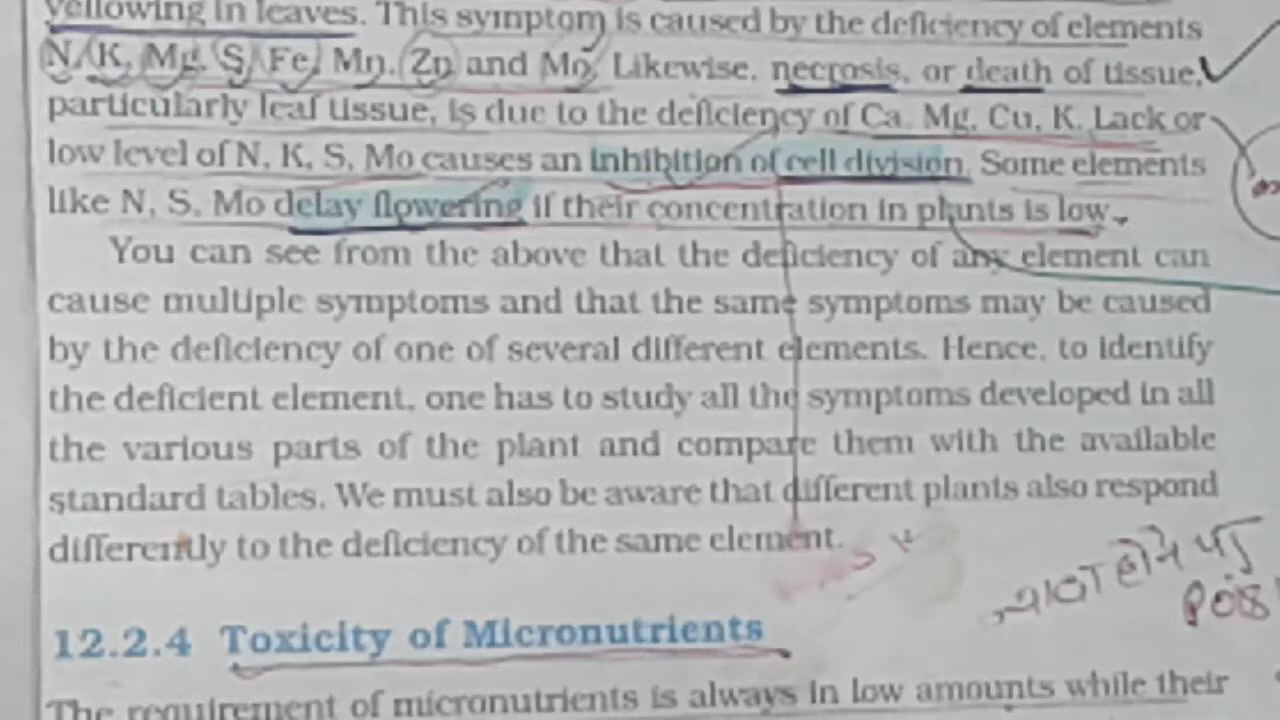 yellowing in leaves. This symptom is caused by the deficiency of elements
N, K, Mg, S, Fe, Mn, Zn and Mo. Likewise, necrosis, or death of tissue,
particularly leaf tissue, is due to the deficiency of Ca, Mg, Cu, K. Lack or
low level of N, K, S, Mo causes an inhibition of cell division. Some elements
like N, S, Mo delay flowering if their concentration in plants is low.
You can see from the above that the deficiency of any element can
cause multiple symptoms and that the same symptoms may be caused
by the deficiency of one of several different elements. Hence, to identify
the deficient element, one has to study all the symptoms developed in all
the various parts of the plant and compare them with the available
standard tables. We must also be aware that different plants also respond
differently to the deficiency of the same element.
होने पर
12.2.4 Toxicity of Micronutrients
The requirement of micronutrients is always in low amounts while their